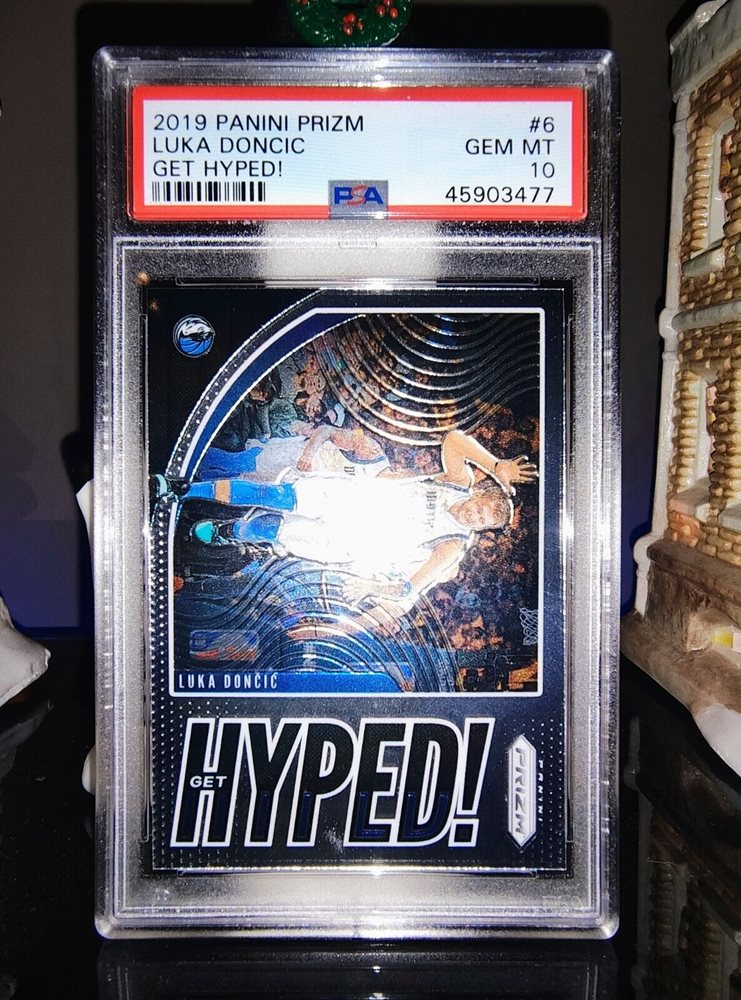 2019 PANINI PRIZM #6
LUKA DONCIC GEM MT
GET HYPED! 10
PSA 45903477
LUKA DONČIĆ
GET
HYPED!
PANINI
PRIZM